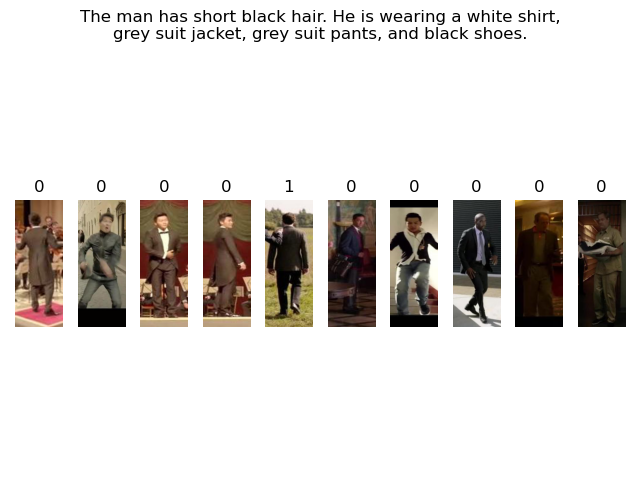 The man has short black hair. He is wearing a white shirt,
grey suit jacket, grey suit pants, and black shoes.
0 0 0 0 1 0 0 0 0 0